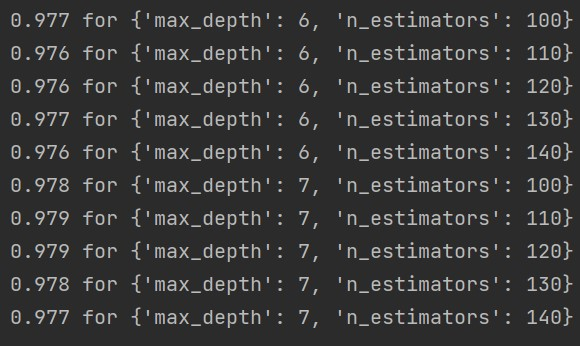 0.977 for {'max_depth': 6, 'n_estimators': 100}
0.976 for {'max_depth': 6, 'n_estimators': 110}
0.976 for {'max_depth': 6, 'n_estimators': 120}
0.977 for {'max_depth': 6, 'n_estimators': 130}
0.976 for {'max_depth': 6, 'n_estimators': 140}
0.978 for {'max_depth': 7, 'n_estimators': 100}
0.979 for {'max_depth': 7, 'n_estimators': 110}
0.979 for {'max_depth': 7, 'n_estimators': 120}
0.978 for {'max_depth': 7, 'n_estimators': 130}
0.977 for {'max_depth': 7, 'n_estimators': 140}